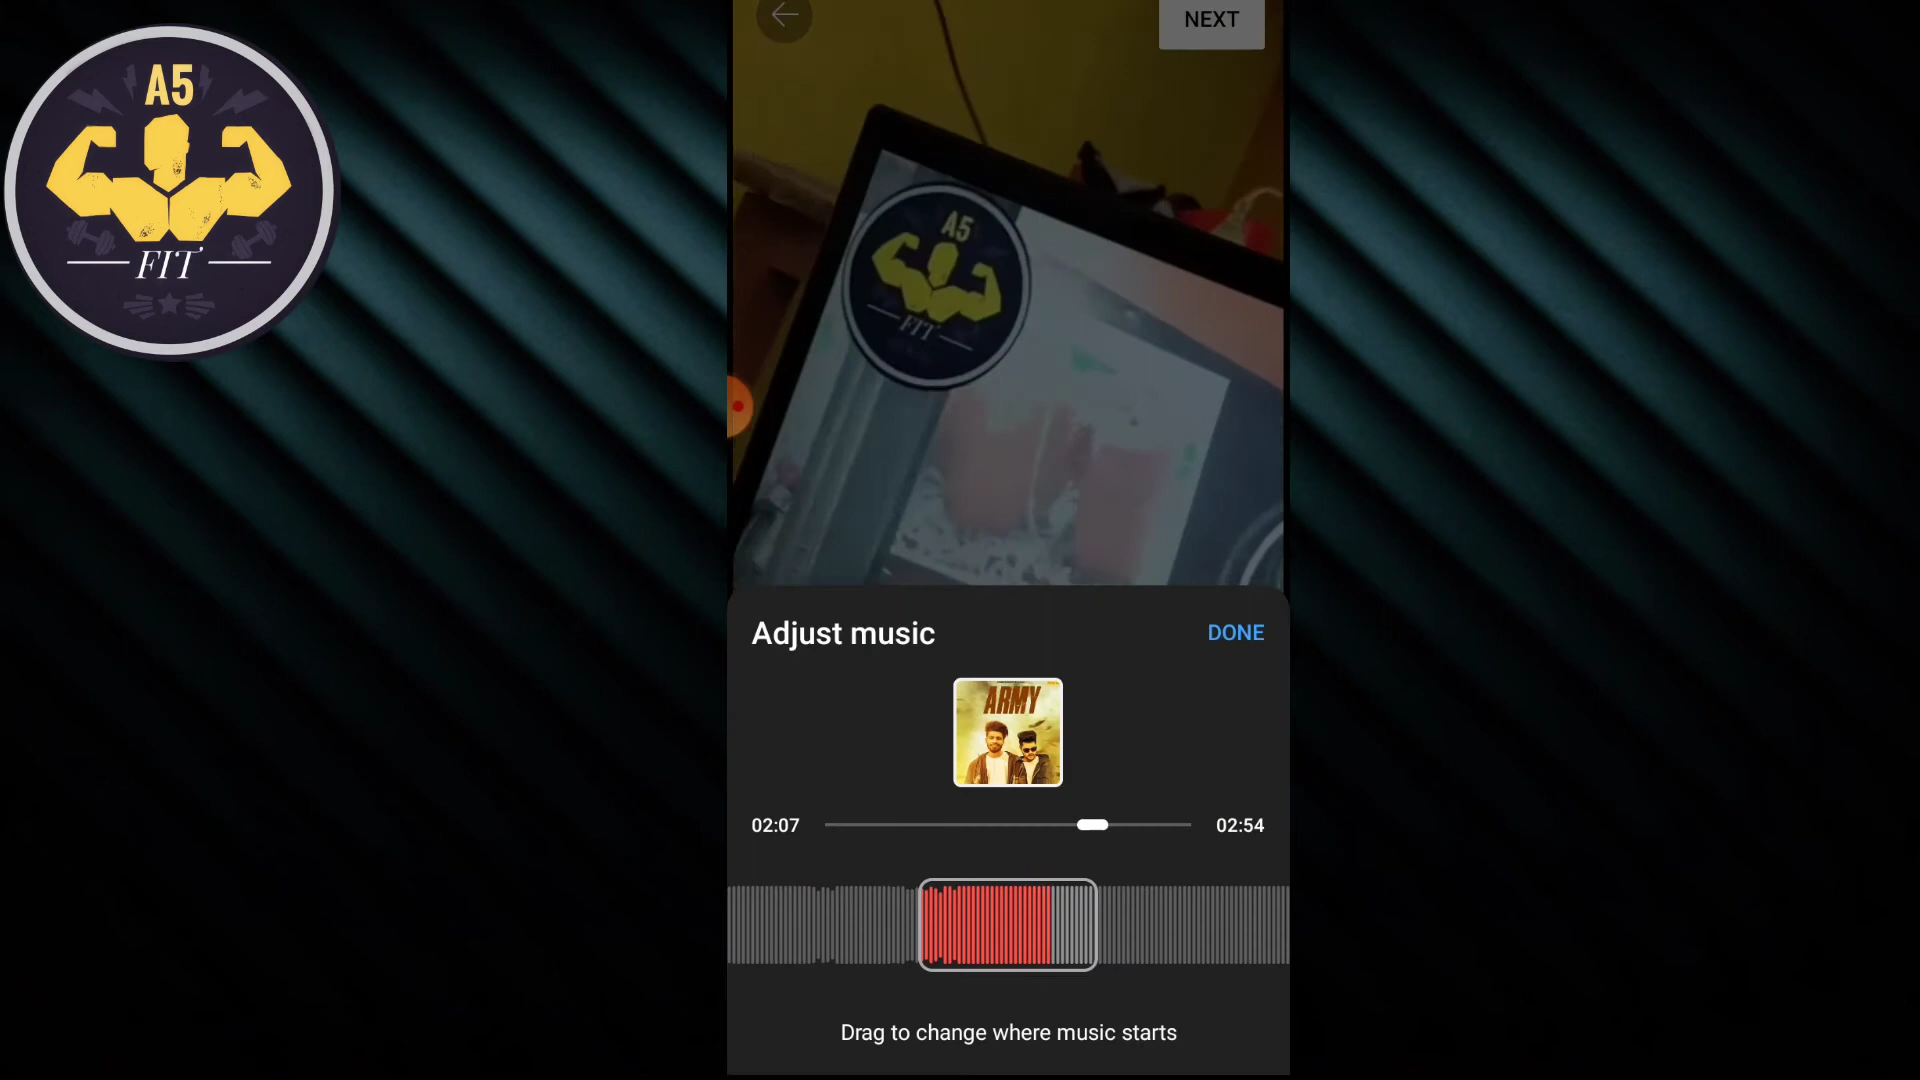 A5
FIT
NEXT
A5
FIT
Adjust music
DONE
ARMY
02:07
02:54
Drag to change where music starts